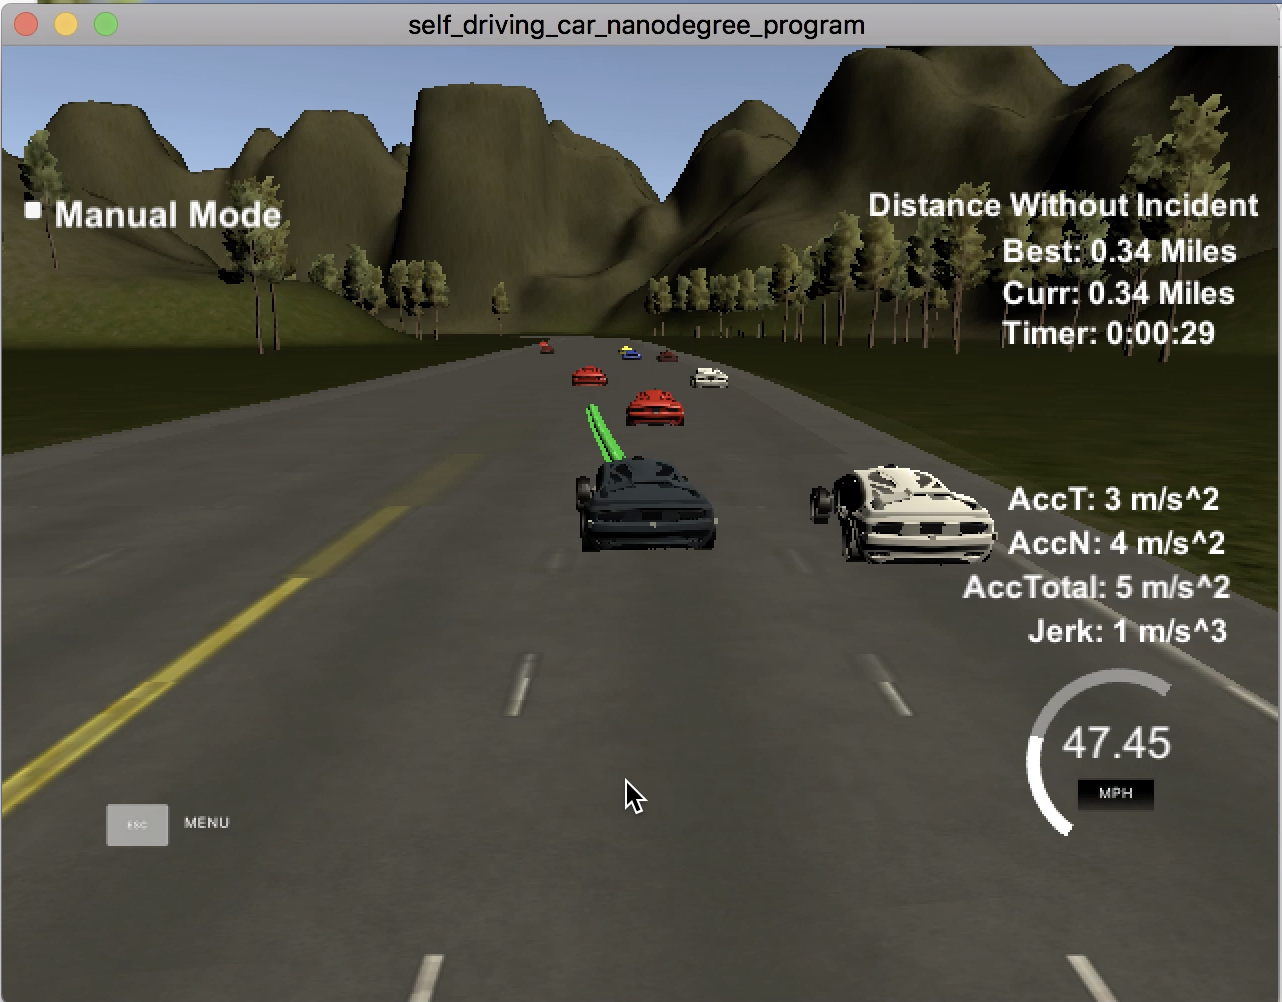 self_driving_car_nanodegree_program
Manual Mode
Distance Without Incident
Best: 0.34 Miles
Curr: 0.34 Miles
Timer: 0:00:29
AccT: 3 m/s^2
AccN: 4 m/s^2
AccTotal: 5 m/s^2
Jerk: 1 m/s^3
47.45
MPH
ESC MENU